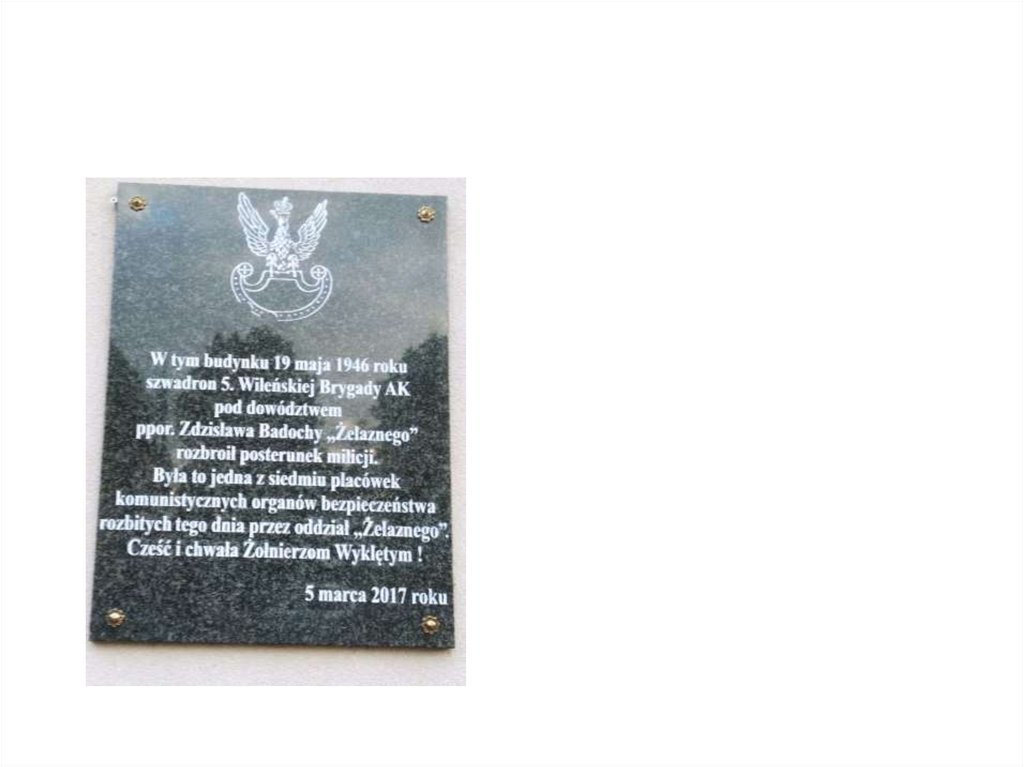 W tym budynku 19 maja 1946 roku
szwadron 5. Wileńskiej Brygady AK
pod dowództwem
ppor. Zdzisława Badochy „Żelaznego”
rozbroił posterunek milicji.
Była to jedna z siedmiu placówek
komunistycznych organów bezpieczeństwa
rozbitych tego dnia przez oddział „Żelaznego”.
Cześć i chwała Żołnierzom Wyklętym !
5 marca 2017 roku